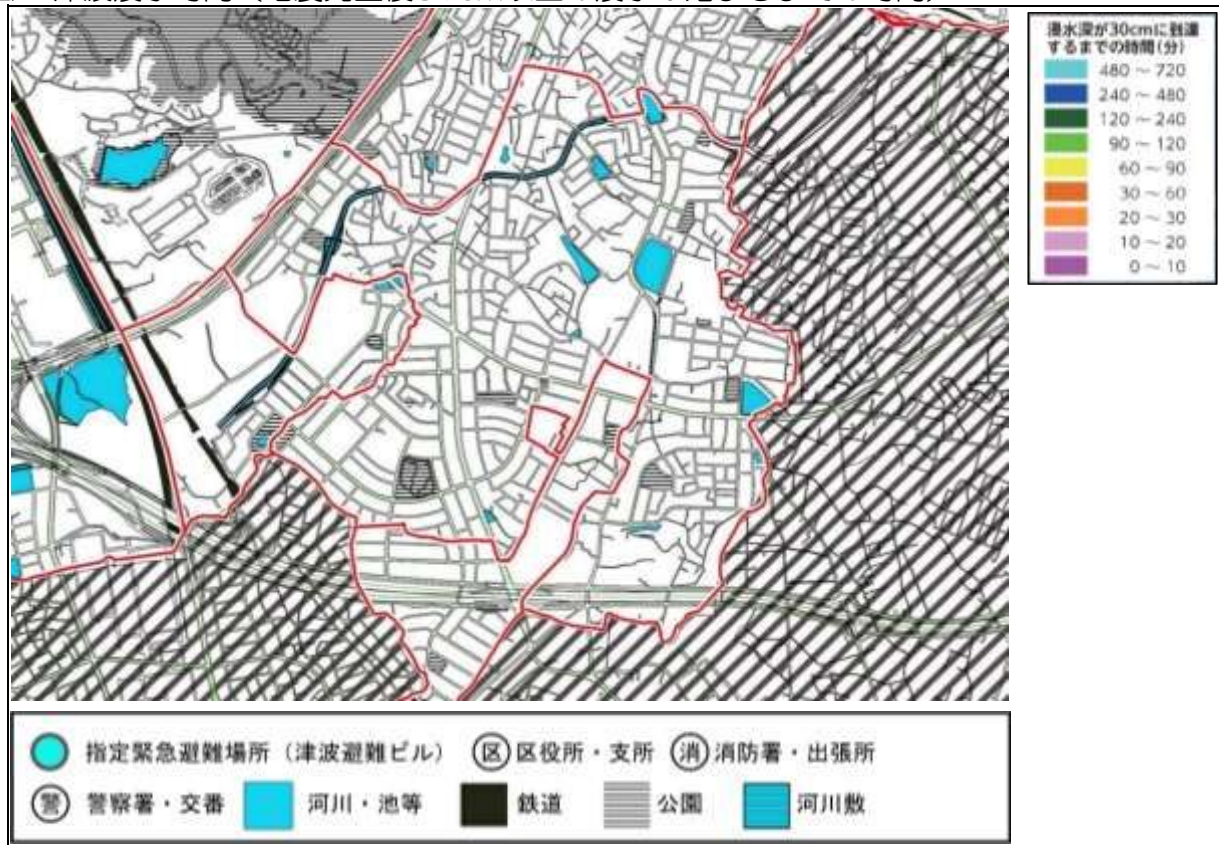 浸水深が30cmに到達
するまでの時間(分)
480～720
240～480
120～240
90～120
60～90
30～60
20～30
10～20
0～10
指定緊急避難場所（津波避難ビル） 区 区役所・支所 消 消防署・出張所
警 警察署・交番 河川・池等 鉄道 公園 河川敷